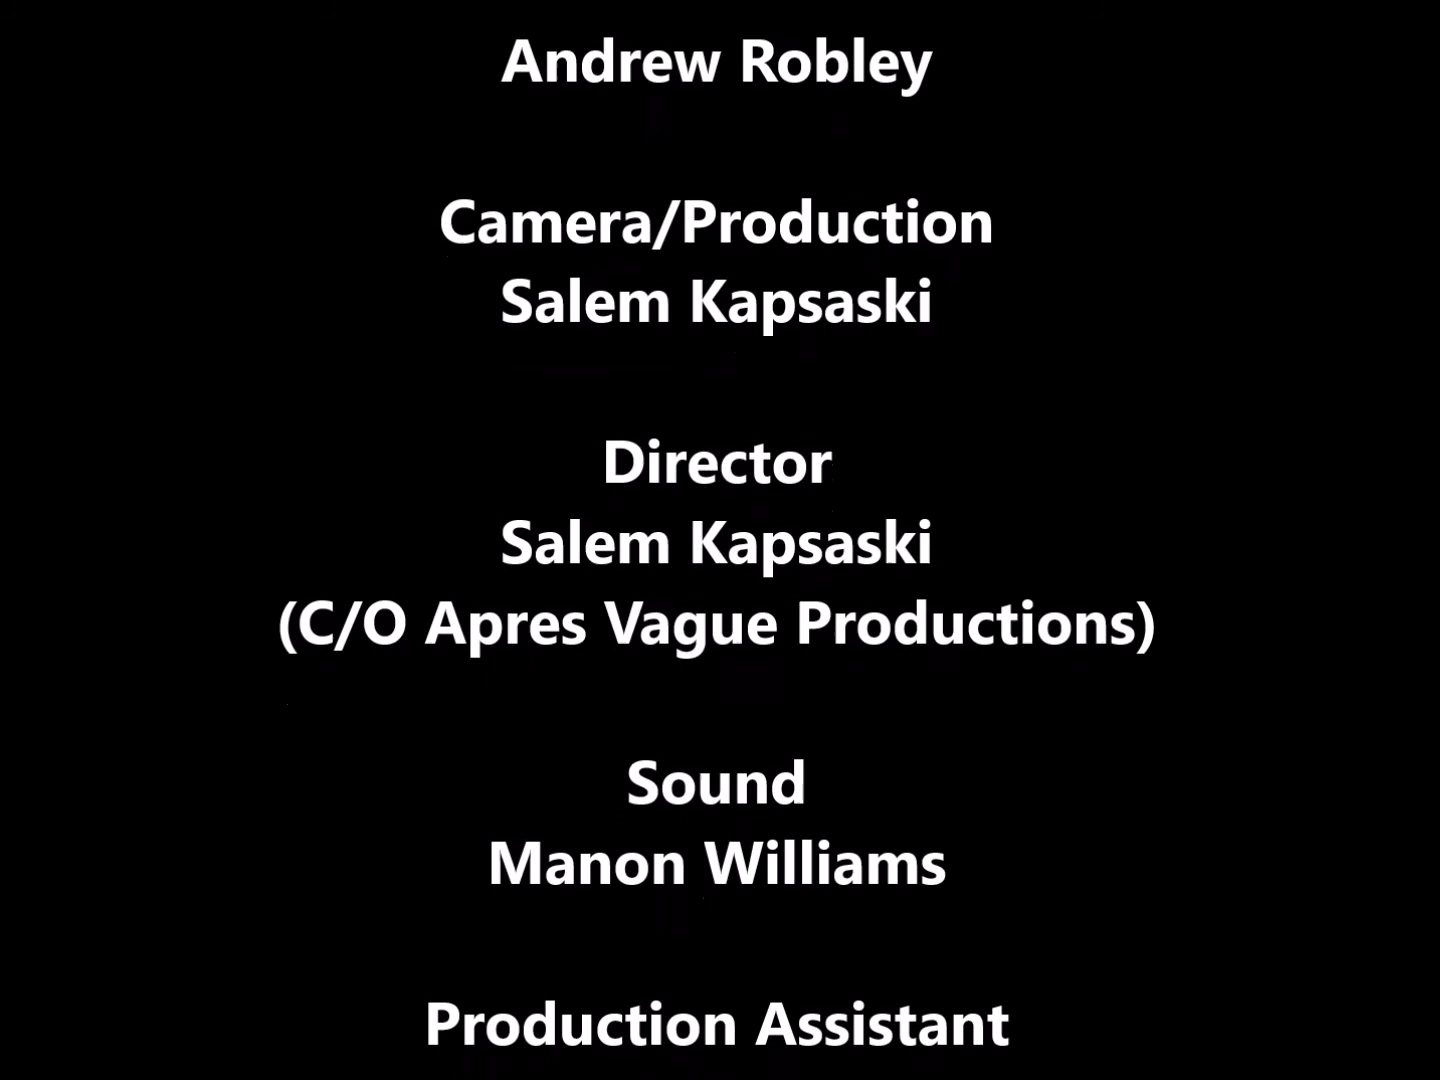 Andrew Robley
Camera/Production
Salem Kapsaski
Director
Salem Kapsaski
(C/O Apres Vague Productions)
Sound
Manon Williams
Production Assistant